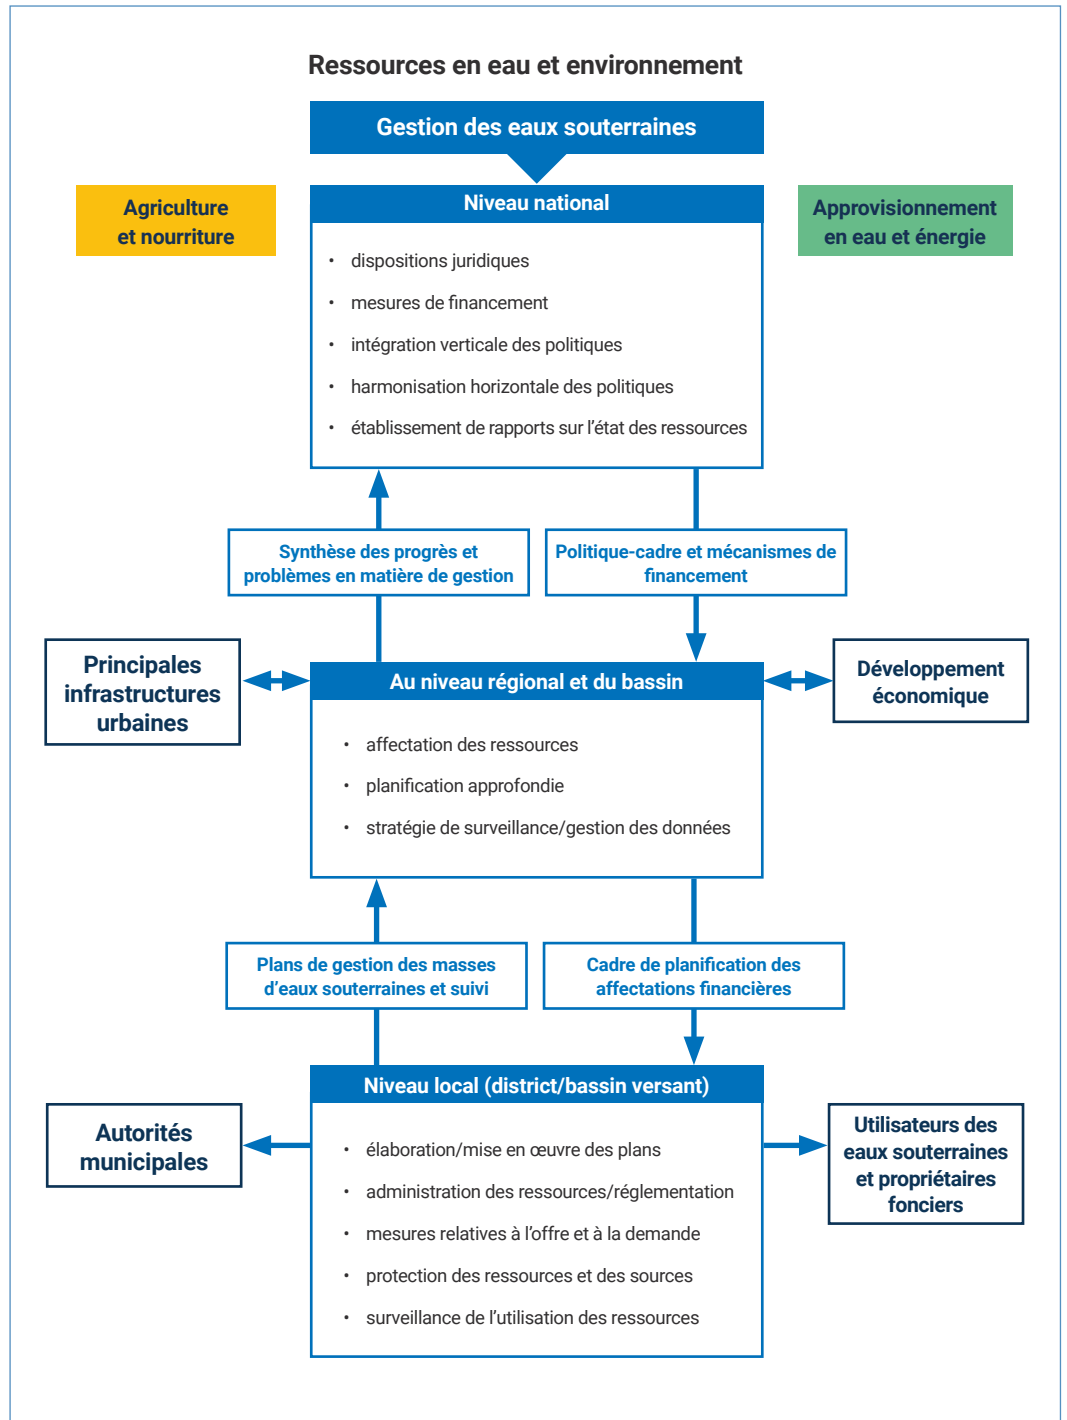 Ressources en eau et environnement
Gestion des eaux souterraines
Agriculture
et nourriture
Niveau national
Approvisionnement
en eau et énergie
• dispositions juridiques
• mesures de financement
• intégration verticale des politiques
• harmonisation horizontale des politiques
• établissement de rapports sur l’état des ressources
Synthèse des progrès et
problèmes en matière de gestion
Politique-cadre et mécanismes de
financement
Principales
infrastructures
urbaines
Au niveau régional et du bassin
Développement
économique
• affectation des ressources
• planification approfondie
• stratégie de surveillance/gestion des données
Plans de gestion des masses
d’eaux souterraines et suivi
Cadre de planification des
affectations financières
Niveau local (district/bassin versant)
Autorités
municipales
Utilisateurs des
eaux souterraines
et propriétaires
fonciers
• élaboration/mise en œuvre des plans
• administration des ressources/réglementation
• mesures relatives à l’offre et à la demande
• protection des ressources et des sources
• surveillance de l’utilisation des ressources